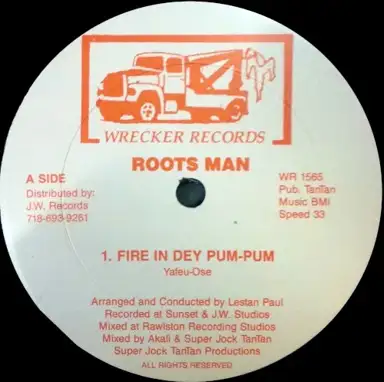 WRECKER RECORDS
ROOTS MAN
A SIDE
Distributed by:
J.W. Records
718-693-9261
WR 1565
Pub. TanTan
Music BMI
Speed 33
1. FIRE IN DEY PUM-PUM
Yafeu-Ose
Arranged and Conducted by Lestan Paul
Recorded at Sunset & J.W. Studios
Mixed at Rawlston Recording Studios
Mixed by Akali & Super Jock TanTan
Super Jock TanTan Productions
ALL RIGHTS RESERVED